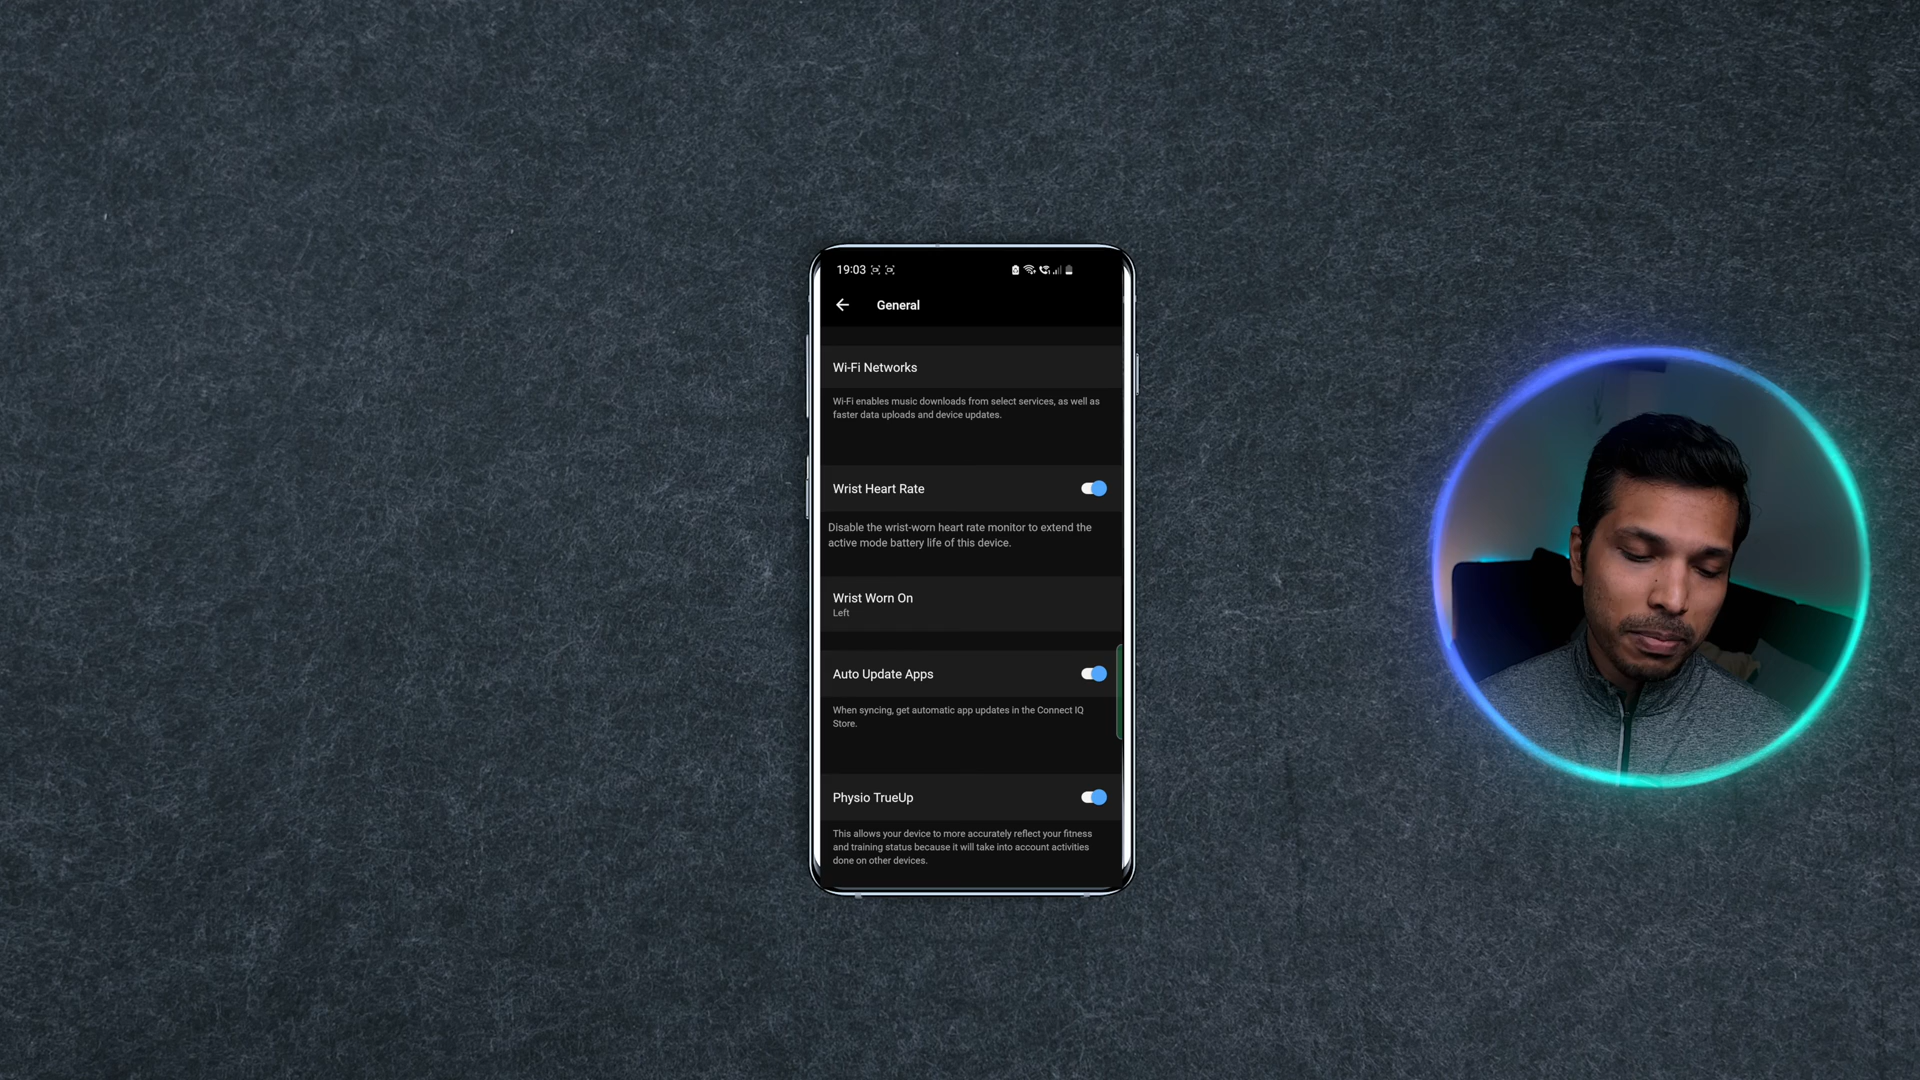 19:03
General
Wi-Fi Networks
Wi-Fi enables music downloads from select services, as well as
faster data uploads and device updates.
Wrist Heart Rate
Disable the wrist-worn heart rate monitor to extend the
active mode battery life of this device.
Wrist Worn On
Left
Auto Update Apps
When syncing, get automatic app updates in the Connect IQ
Store.
Physio TrueUp
This allows your device to more accurately reflect your fitness
and training status because it will take into account activities
done on other devices.